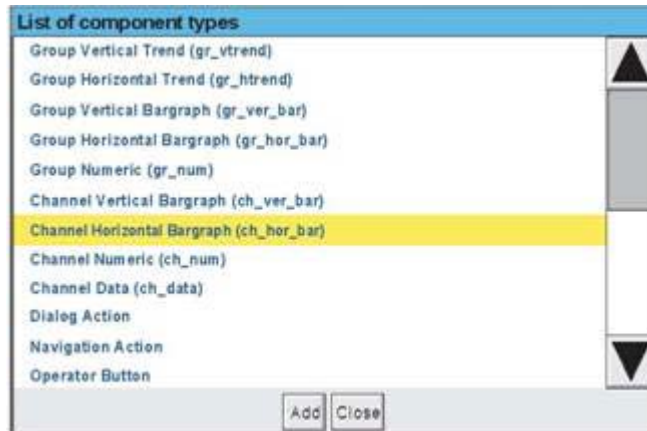 List of component types
Group Vertical Trend (gr_vtrend)
Group Horizontal Trend (gr_htrend)
Group Vertical Bargraph (gr_ver_bar)
Group Horizontal Bargraph (gr_hor_bar)
Group Numeric (gr_num)
Channel Vertical Bargraph (ch_ver_bar)
Channel Horizontal Bargraph (ch_hor_bar)
Channel Numeric (ch_num)
Channel Data (ch_data)
Dialog Action
Navigation Action
Operator Button
Add Close